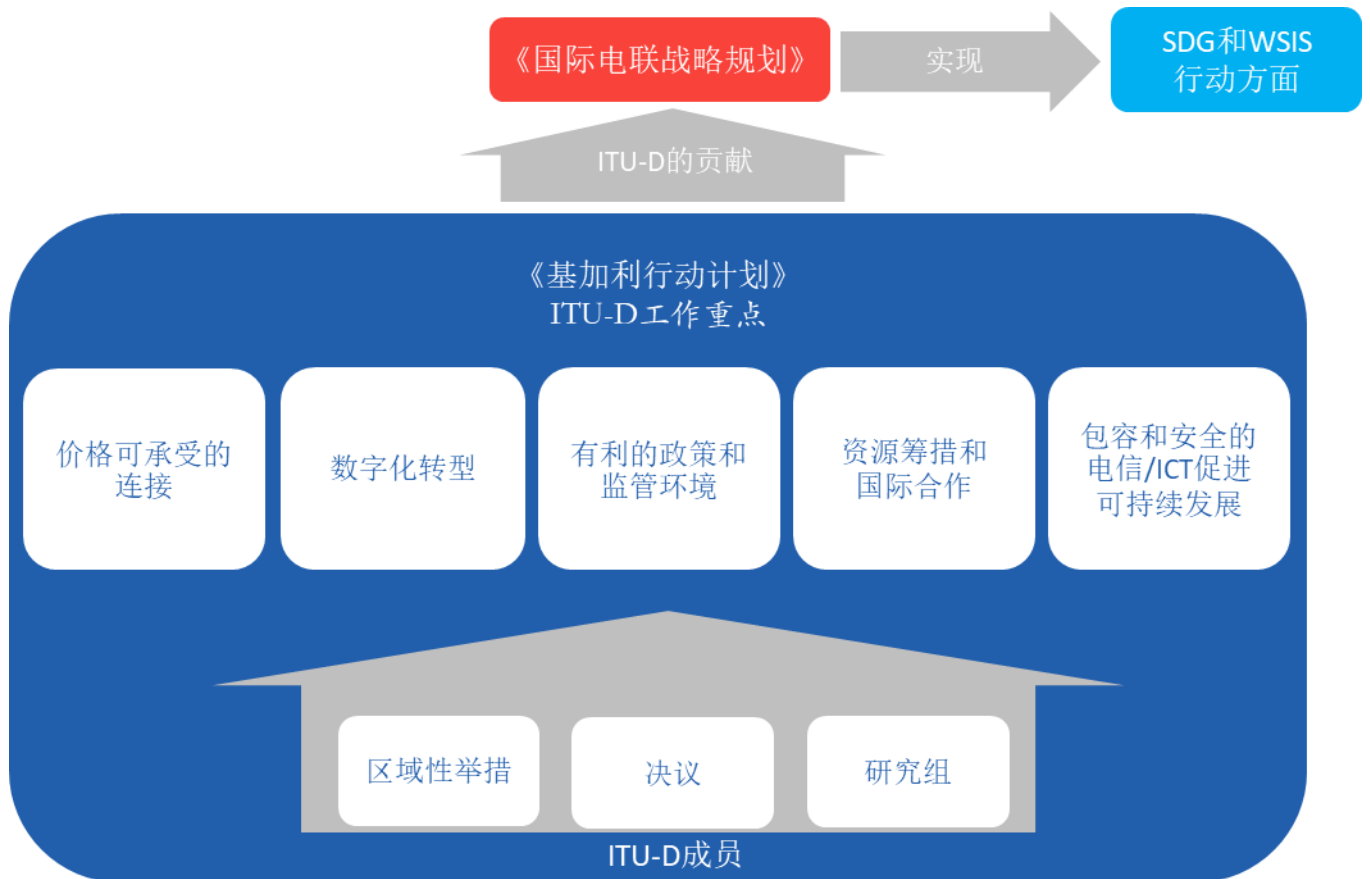 《国际电联战略规划》
实现
SDG和WSIS
行动方面
ITU-D的贡献
《基加利行动计划》
ITU-D工作重点
价格可承受的
连接
数字化转型
有利的政策和
监管环境
资源筹措和
国际合作
包容和安全的
电信/ICT促进
可持续发展
区域性举措
决议
研究组
ITU-D成员